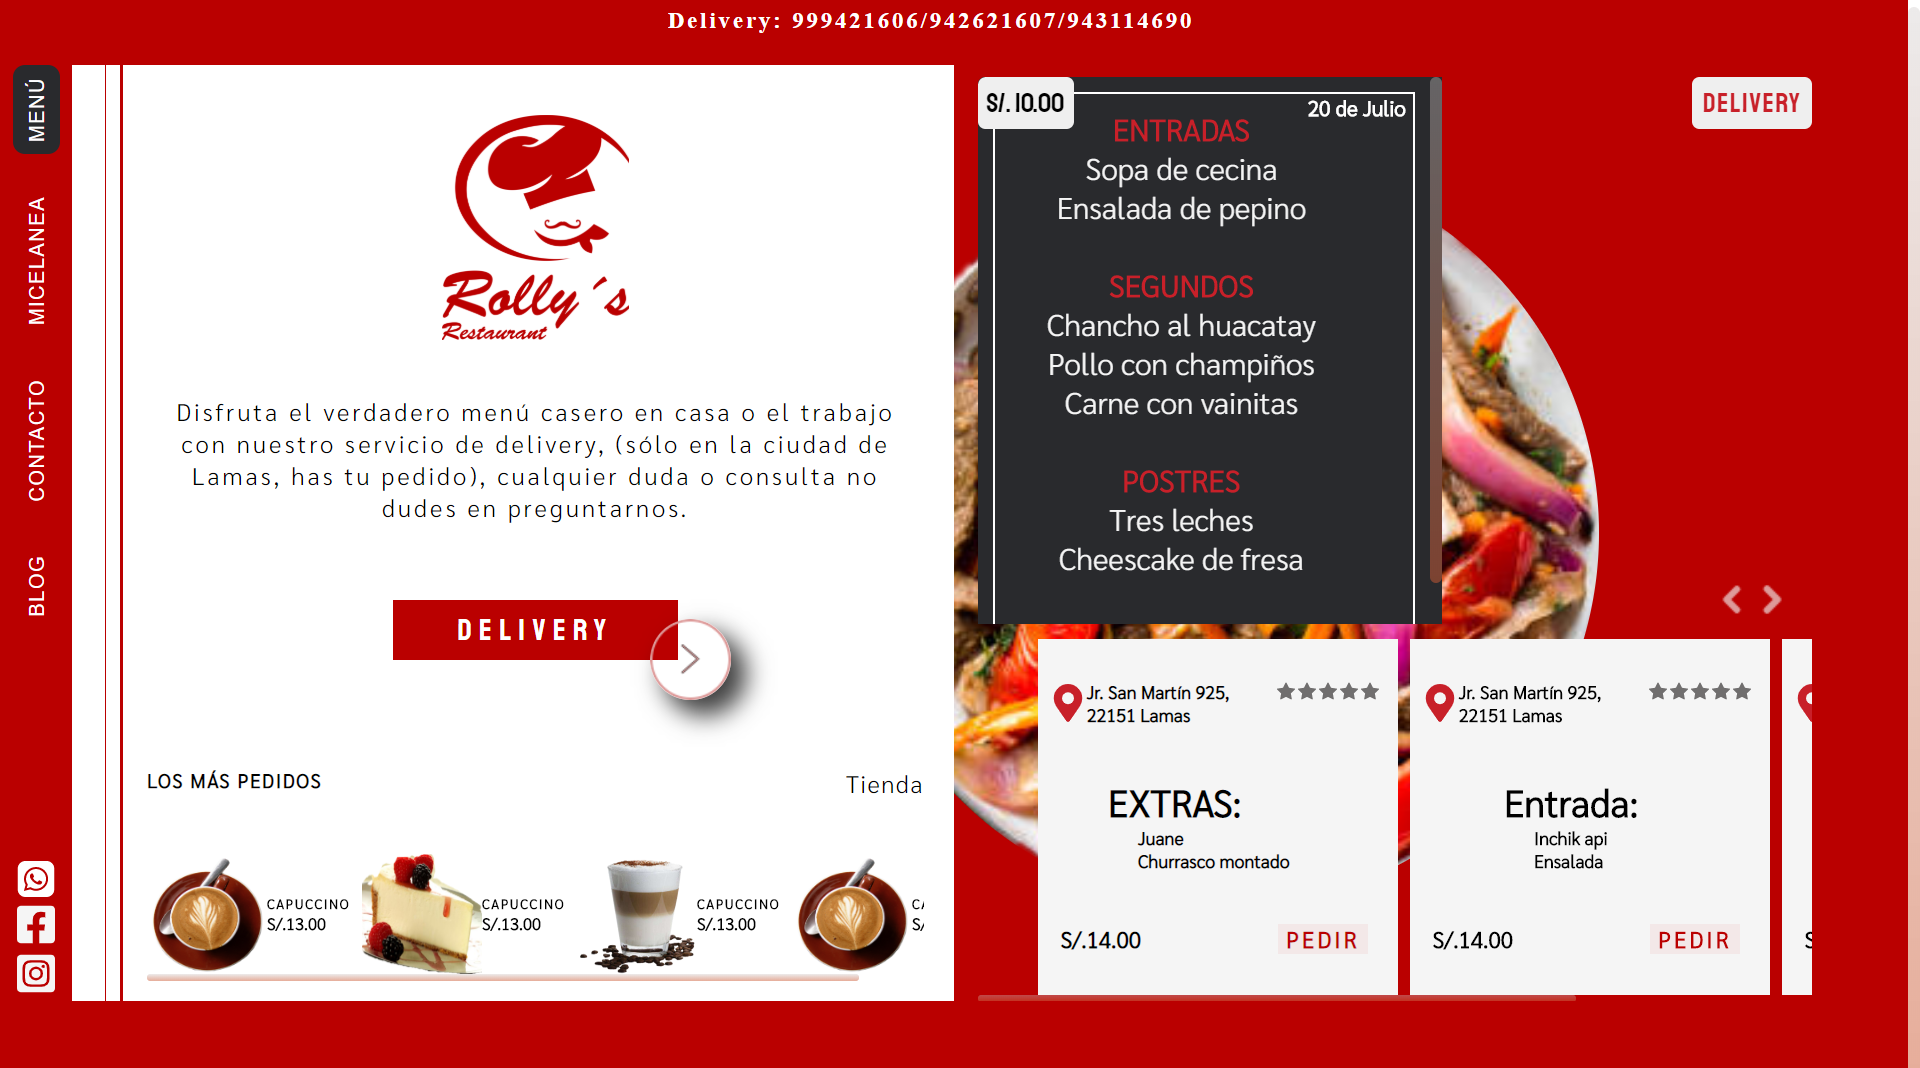 Delivery: 999421606/942621607/943114690
MENÚ
MICELANEA
CONTACTO
BLOG
Rolly´s
Restaurant
Disfruta el verdadero menú casero en casa o el trabajo
con nuestro servicio de delivery, (sólo en la ciudad de
Lamas, has tu pedido), cualquier duda o consulta no
dudes en preguntarnos.
DELIVERY
LOS MÁS PEDIDOS
Tienda
CAPUCCINO
S/.13.00
CAPUCCINO
S/.13.00
CAPUCCINO
S/.13.00
S/. 10.00
20 de Julio
ENTRADAS
Sopa de cecina
Ensalada de pepino
SEGUNDOS
Chancho al huacatay
Pollo con champiños
Carne con vainitas
POSTRES
Tres leches
Cheescake de fresa
DELIVERY
Jr. San Martín 925,
22151 Lamas
EXTRAS:
Juane
Churrasco montado
S/.14.00
PEDIR
Jr. San Martín 925,
22151 Lamas
Entrada:
Inchik api
Ensalada
S/.14.00
PEDIR